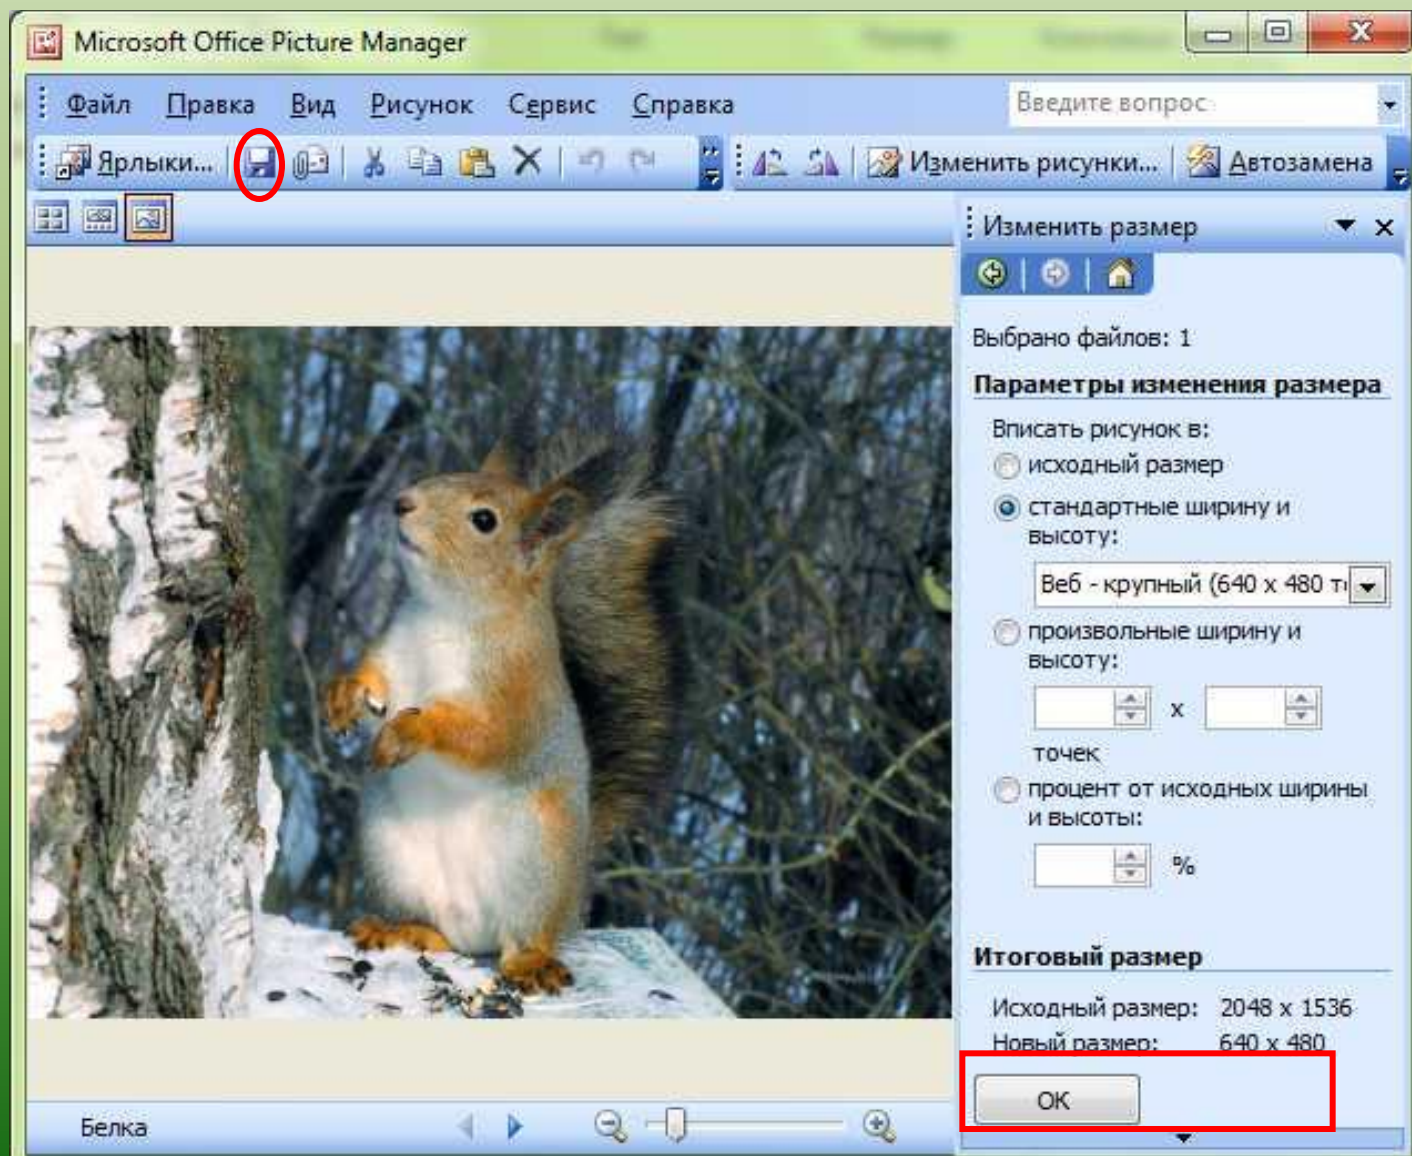 Microsoft Office Picture Manager
Файл Правка Вид Рисунок Сервис Справка
Введите вопрос
Ярлыки...
Изменить рисунки...
Автозамена
Изменить размер
Выбрано файлов: 1
Параметры изменения размера
Вписать рисунок в:
исходный размер
стандартные ширину и
высоту:
Веб - крупный (640 x 480
произвольные ширину и
высоту:
x
точек
процент от исходных ширины
и высоты:
%
Итоговый размер
Исходный размер: 2048 x 1536
Новый размер: 640 x 480
OK
Белка